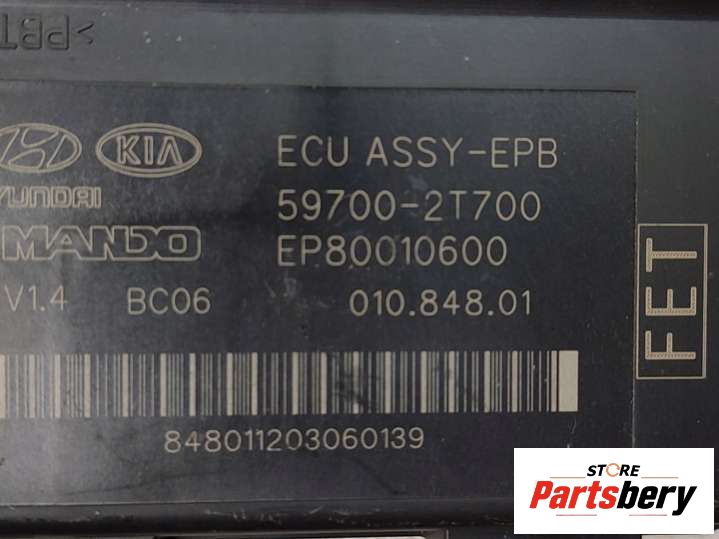 >PBT<
KIA
ECU ASSY-EPB
HYUNDAI
59700-2T700
MANDO
EP80010600
V1.4 BC06 010.848.01
FET
848011203060139
STORE
Partsbery